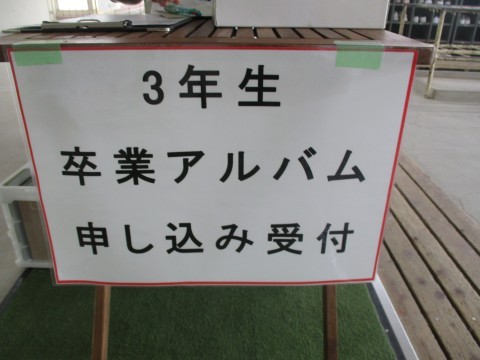 3年生
卒業アルバム
申し込み受付